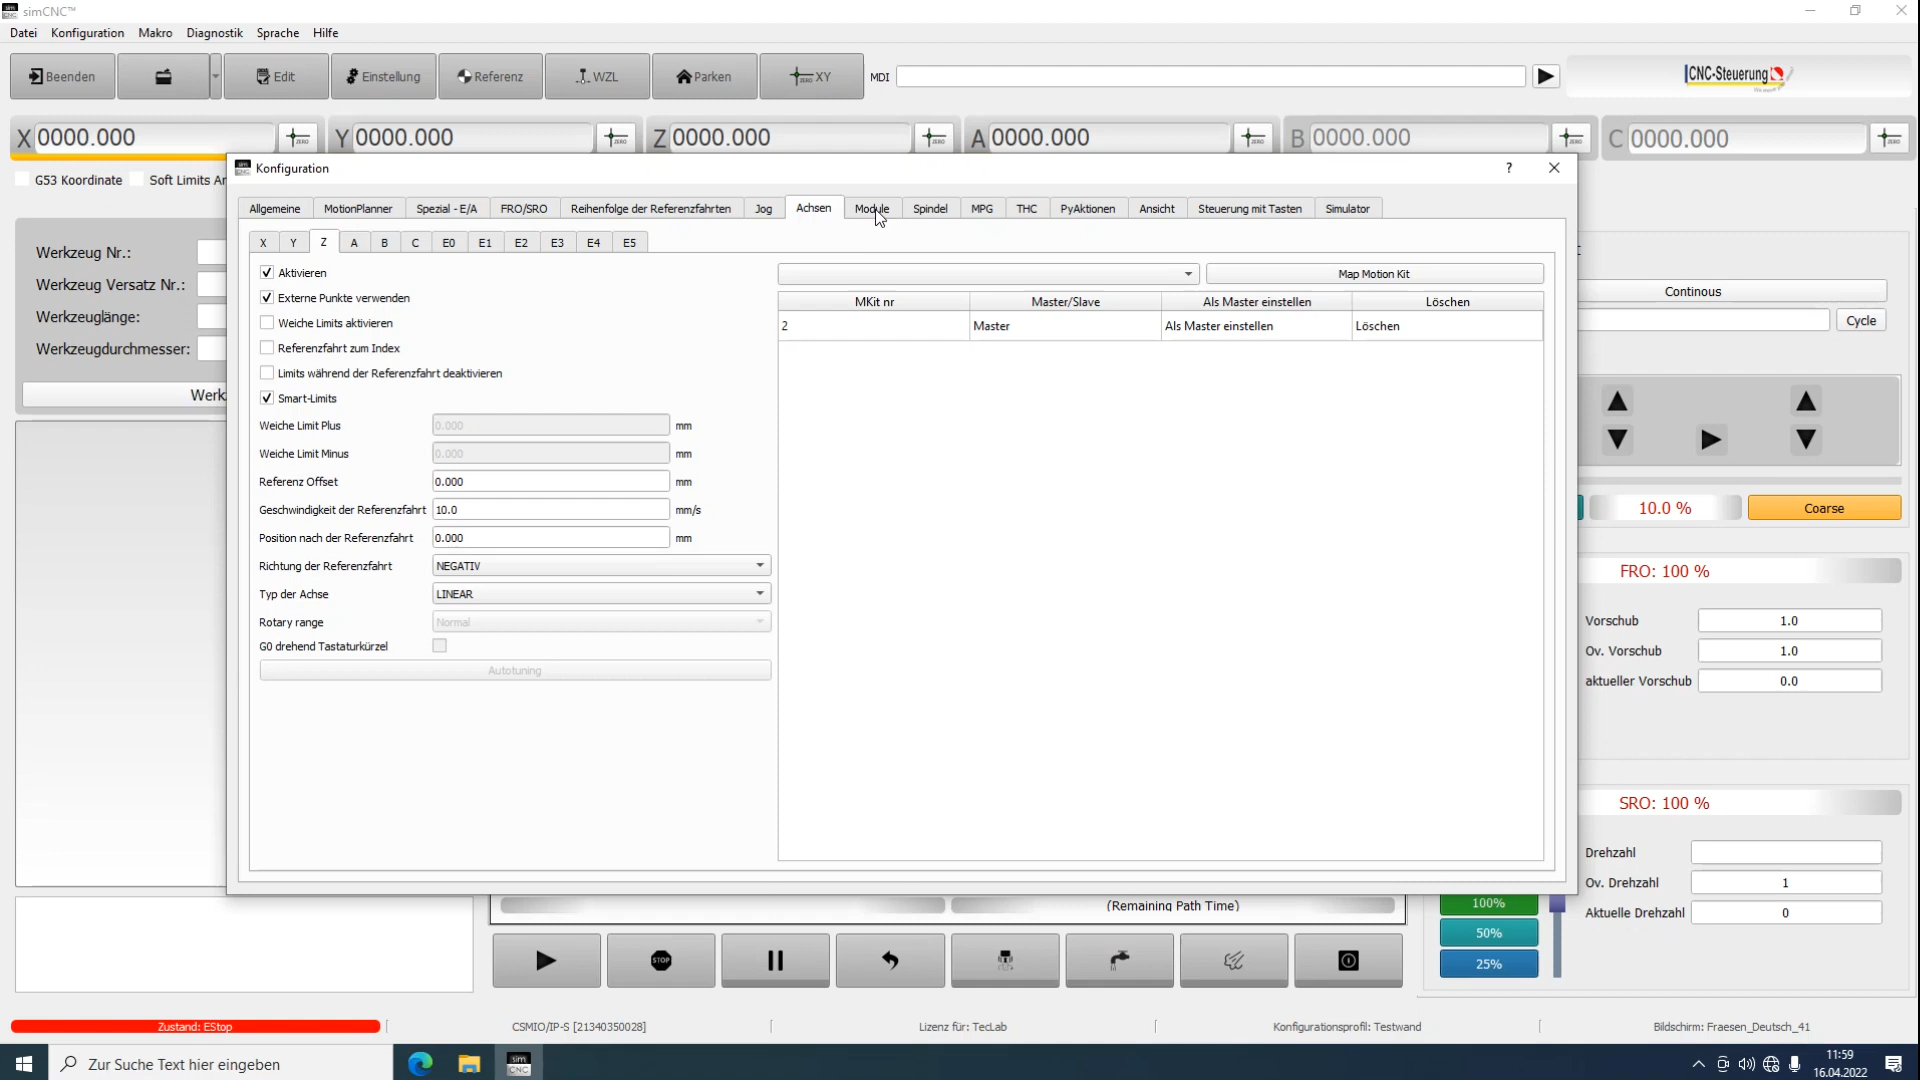 simCNC™
Datei Konfiguration Makro Diagnostik Sprache Hilfe
Beenden Edit Einstellung Referenz WZL Parken XY MDI CNC-Steuerung
X 0000.000 Y 0000.000 Z 0000.000 A 0000.000 B 0000.000 C 0000.000
G53 Koordinate Soft Limits Ar
Konfiguration ?
Allgemeine MotionPlanner Spezial - E/A FRO/SRO Reihenfolge der Referenzfahrten Jog Achsen Module Spindel MPG THC PyAktionen Ansicht Steuerung mit Tasten Simulator
X Y Z A B C E0 E1 E2 E3 E4 E5
Aktivieren
Externe Punkte verwenden
Weiche Limits aktivieren
Referenzfahrt zum Index
Limits während der Referenzfahrt deaktivieren
Smart-Limits
Weiche Limit Plus 0.000 mm
Weiche Limit Minus 0.000 mm
Referenz Offset 0.000 mm
Geschwindigkeit der Referenzfahrt 10.0 mm/s
Position nach der Referenzfahrt 0.000 mm
Richtung der Referenzfahrt NEGATIV
Typ der Achse LINEAR
Rotary range Normal
G0 drehend Tastaturkürzel
Autotuning
Map Motion Kit
MKit nr Master/Slave Als Master einstellen Löschen
2 Master Als Master einstellen Löschen
Werkzeug Nr.:
Werkzeug Versatz Nr.:
Werkzeuglänge:
Werkzeugdurchmesser:
Werk
Continous
Cycle
10.0 % Coarse
FRO: 100 %
Vorschub 1.0
Ov. Vorschub 1.0
aktueller Vorschub 0.0
SRO: 100 %
Drehzahl
Ov. Drehzahl 1
Aktuelle Drehzahl 0
100%
50%
25%
(Remaining Path Time)
STOP
Zustand: EStop CSMIO/IP-S [21340350028] Lizenz für: TecLab Konfigurationsprofil: Testwand Bildschirm: Fraesen_Deutsch_41
Zur Suche Text hier eingeben
sim
CNC
11:59
16.04.2022